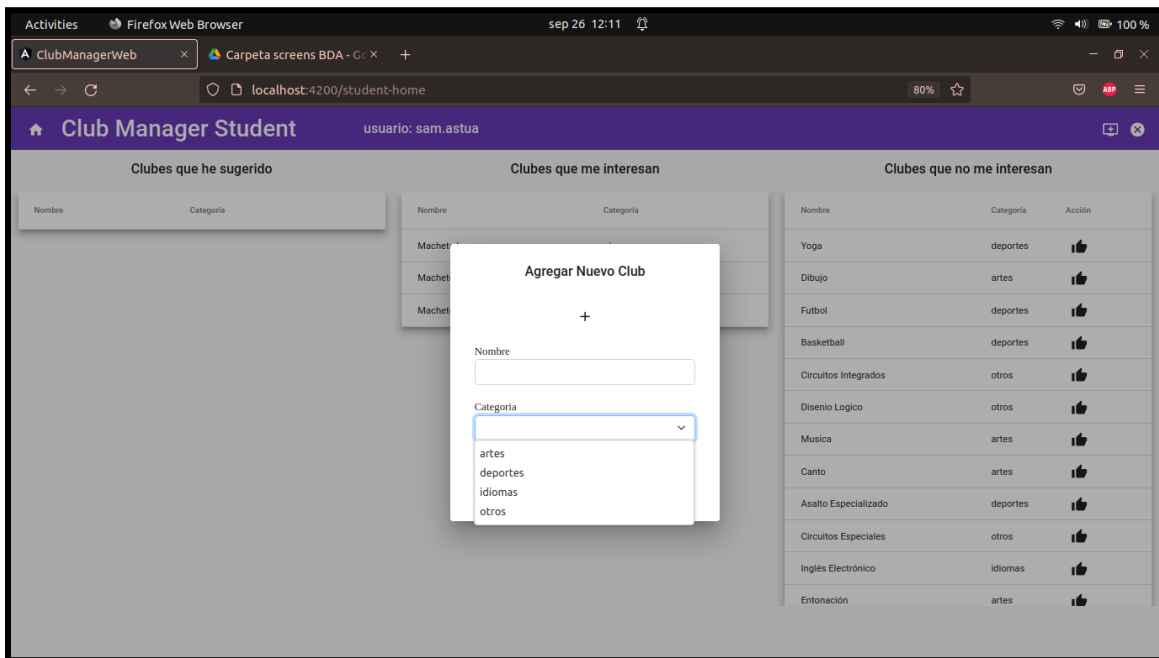 Activities Firefox Web Browser sep 26 12:11 100 %
ClubManagerWeb × Carpeta screens BDA - Go × +
localhost:4200/student-home 80% ABP
Club Manager Student usuario: sam.astua
Clubes que he sugerido
Nombre Categoría
Clubes que me interesan
Nombre Categoría
Machet
Machet
Machet
Clubes que no me interesan
Nombre Categoría Acción
Yoga deportes
Dibujo artes
Futbol deportes
Basketball deportes
Circuitos Integrados otros
Disenio Logico otros
Musica artes
Canto artes
Asalto Especializado deportes
Circuitos Especiales otros
Inglés Electrónico idiomas
Entonación artes
Agregar Nuevo Club
+
Nombre
Categoria
artes
deportes
idiomas
otros